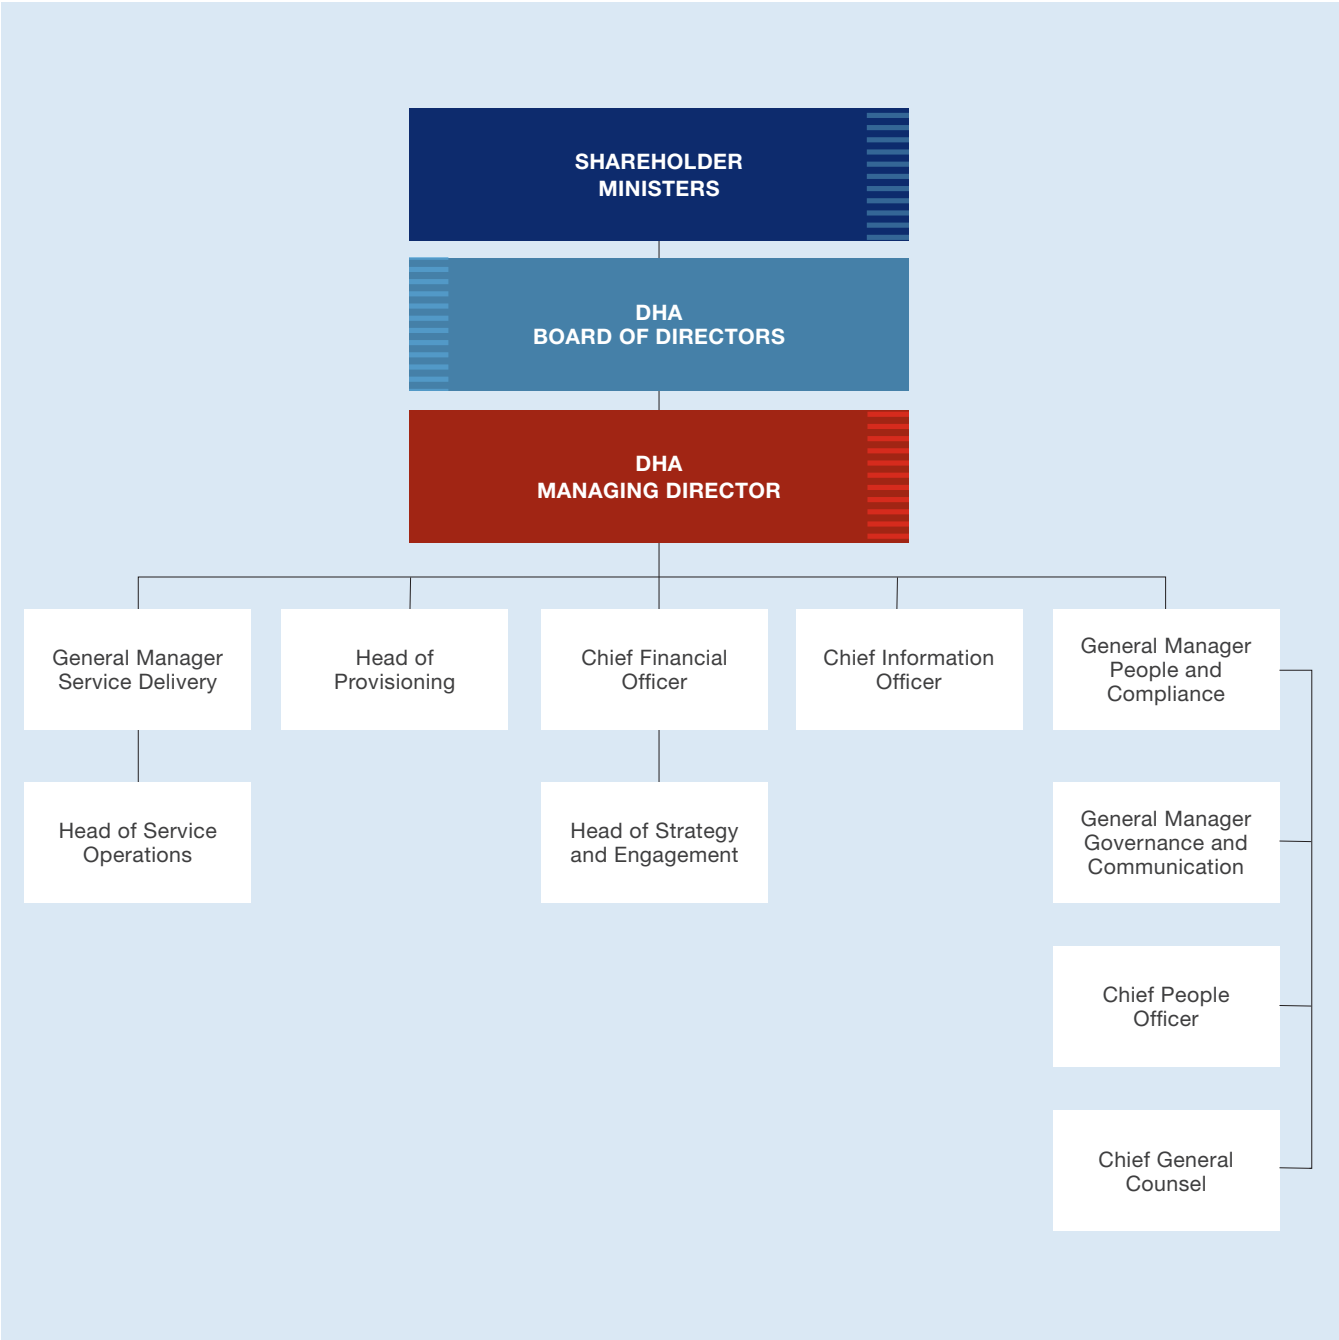 SHAREHOLDER
MINISTERS
DHA
BOARD OF DIRECTORS
DHA
MANAGING DIRECTOR
General Manager
Service Delivery
Head of
Provisioning
Chief Financial
Officer
Chief Information
Officer
General Manager
People and
Compliance
Head of Service
Operations
Head of Strategy
and Engagement
General Manager
Governance and
Communication
Chief People
Officer
Chief General
Counsel